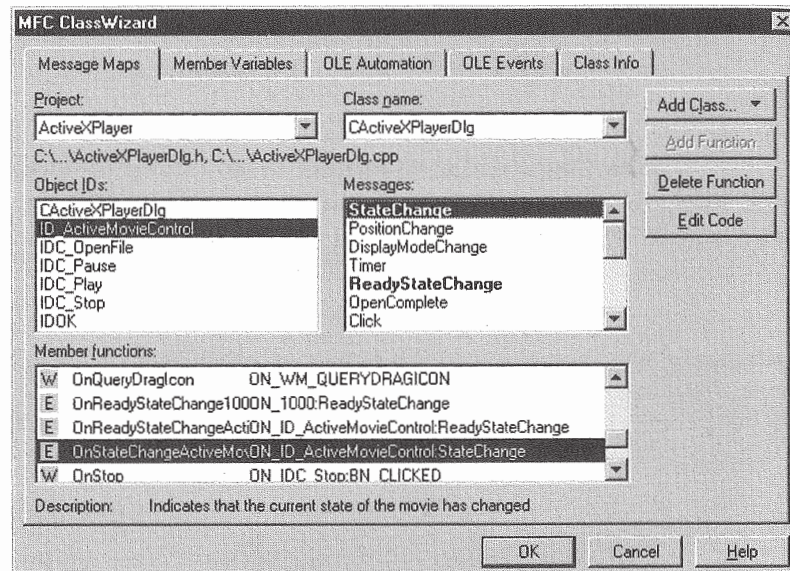 MFC ClassWizard
Message Maps Member Variables OLE Automation OLE Events Class Info
Project: Class name: Add Class...
ActiveXPlayer CActiveXPlayerDlg
Add Function
C:\...\ActiveXPlayerDlg.h, C:\...\ActiveXPlayerDlg.cpp
Object IDs: Messages: Delete Function
CActiveXPlayerDlg StateChange
ID_ActiveMovieControl PositionChange Edit Code
IDC_OpenFile DisplayModeChange
IDC_Pause Timer
IDC_Play ReadyStateChange
IDC_Stop OpenComplete
IDOK Click
Member functions:
W OnQueryDragIcon ON_WM_QUERYDRAGICON
E OnReadyStateChange100ON_1000:ReadyStateChange
E OnReadyStateChangeActiON_ID_ActiveMovieControl:ReadyStateChange
E OnStateChangeActiveMovON_ID_ActiveMovieControl:StateChange
W OnStop ON_IDC_Stop:BN_CLICKED
Description: Indicates that the current state of the movie has changed
OK Cancel Help